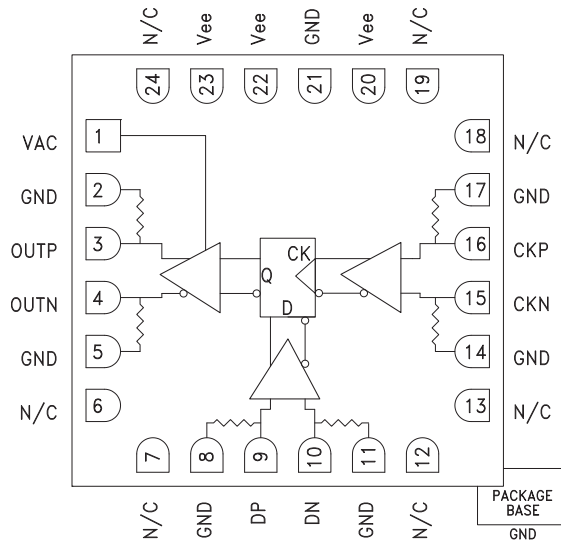 N/C
Vee
Vee
GND
Vee
N/C
24
23
22
21
20
19
VAC
1
18
N/C
GND
2
17
GND
OUTP
3
CK
16
CKP
Q
OUTN
4
15
CKN
D
GND
5
14
GND
N/C
6
13
N/C
7
8
9
10
11
12
N/C
GND
DP
DN
GND
N/C
PACKAGE
BASE
GND